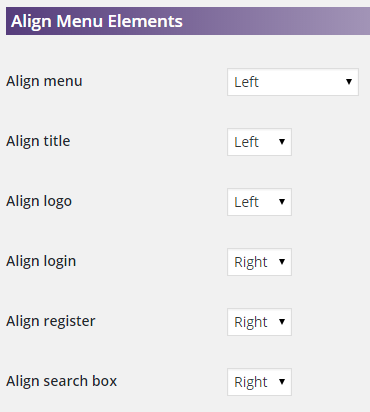 Align Menu Elements
Align menu Left
Align title Left
Align logo Left
Align login Right
Align register Right
Align search box Right